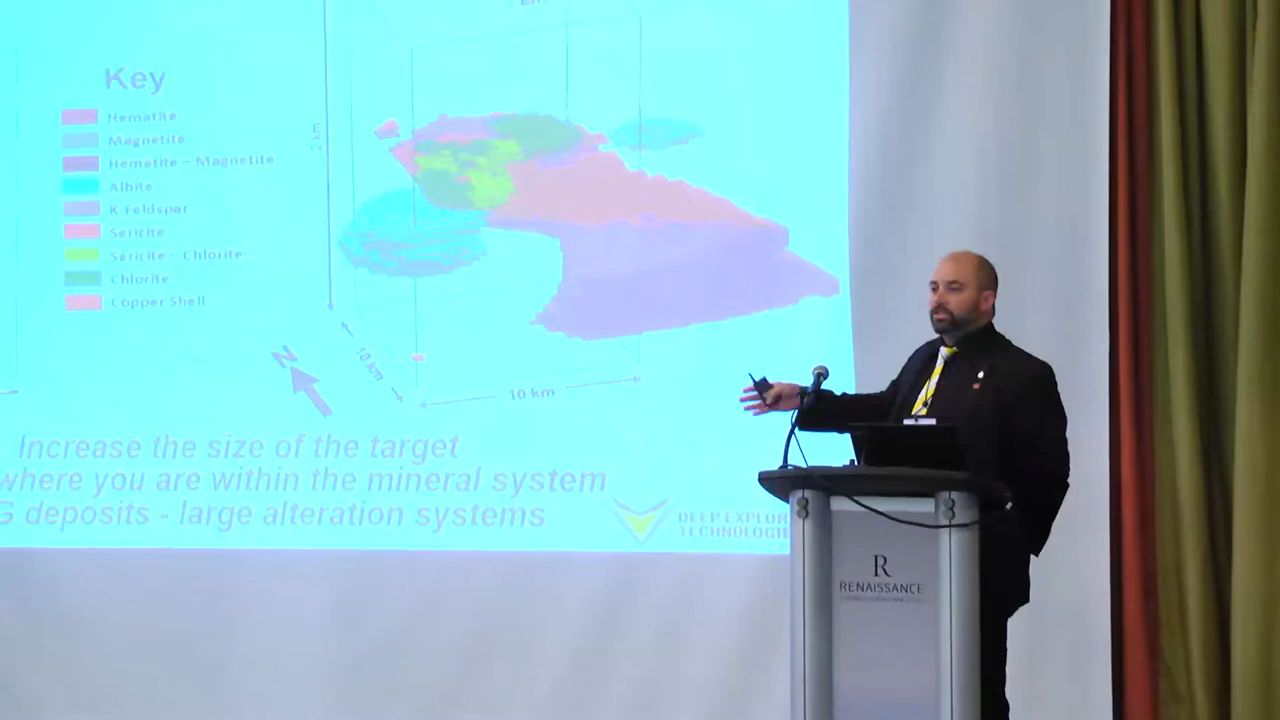 Key
Hematite
Magnetite
Hematite – Magnetite
Albite
K-Feldspar
Sericite
Sericite – Chlorite
Chlorite
Copper Shell
2 km
N
10 km
10 km
Increase the size of the target
where you are within the mineral system
G deposits - large alteration systems
DEEP EXPLOR
TECHNOLOGIE
R
RENAISSANCE